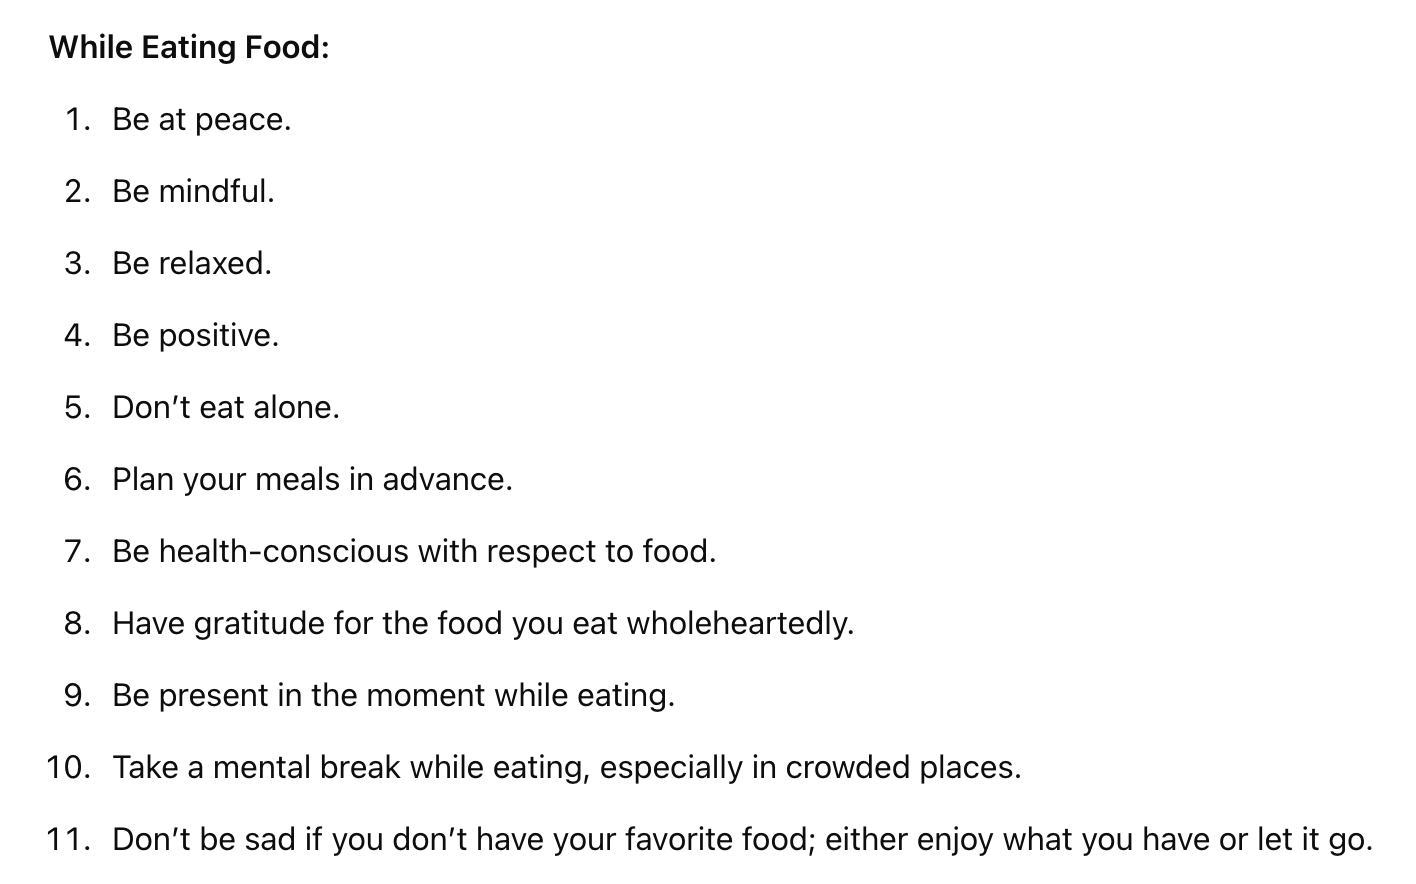 While Eating Food:
1. Be at peace.
2. Be mindful.
3. Be relaxed.
4. Be positive.
5. Don’t eat alone.
6. Plan your meals in advance.
7. Be health-conscious with respect to food.
8. Have gratitude for the food you eat wholeheartedly.
9. Be present in the moment while eating.
10. Take a mental break while eating, especially in crowded places.
11. Don’t be sad if you don’t have your favorite food; either enjoy what you have or let it go.